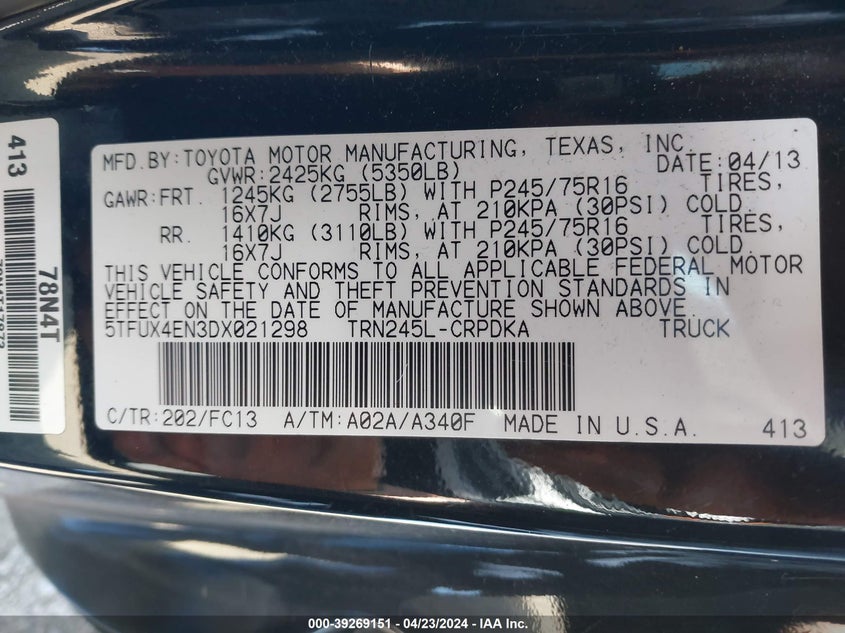 MFD.BY:TOYOTA MOTOR MANUFACTURING, TEXAS, INC.
GVWR:2425KG (5350LB) DATE:04/13
GAWR:FRT. 1245KG (2755LB) WITH P245/75R16 TIRES,
16X7J RIMS, AT 210KPA (30PSI) COLD.
RR. 1410KG (3110LB) WITH P245/75R16 TIRES,
16X7J RIMS, AT 210KPA (30PSI) COLD.
THIS VEHICLE CONFORMS TO ALL APPLICABLE FEDERAL MOTOR
VEHICLE SAFETY AND THEFT PREVENTION STANDARDS IN
EFFECT ON THE DATE OF MANUFACTURE SHOWN ABOVE.
5TFUX4EN3DX021298 TRN245L-CRPDKA TRUCK
C/TR:202/FC13 A/TM:A02A/A340F MADE IN U.S.A. 413
413
78N4T
000-39269151 / 04/23/2024 / IAA Inc.